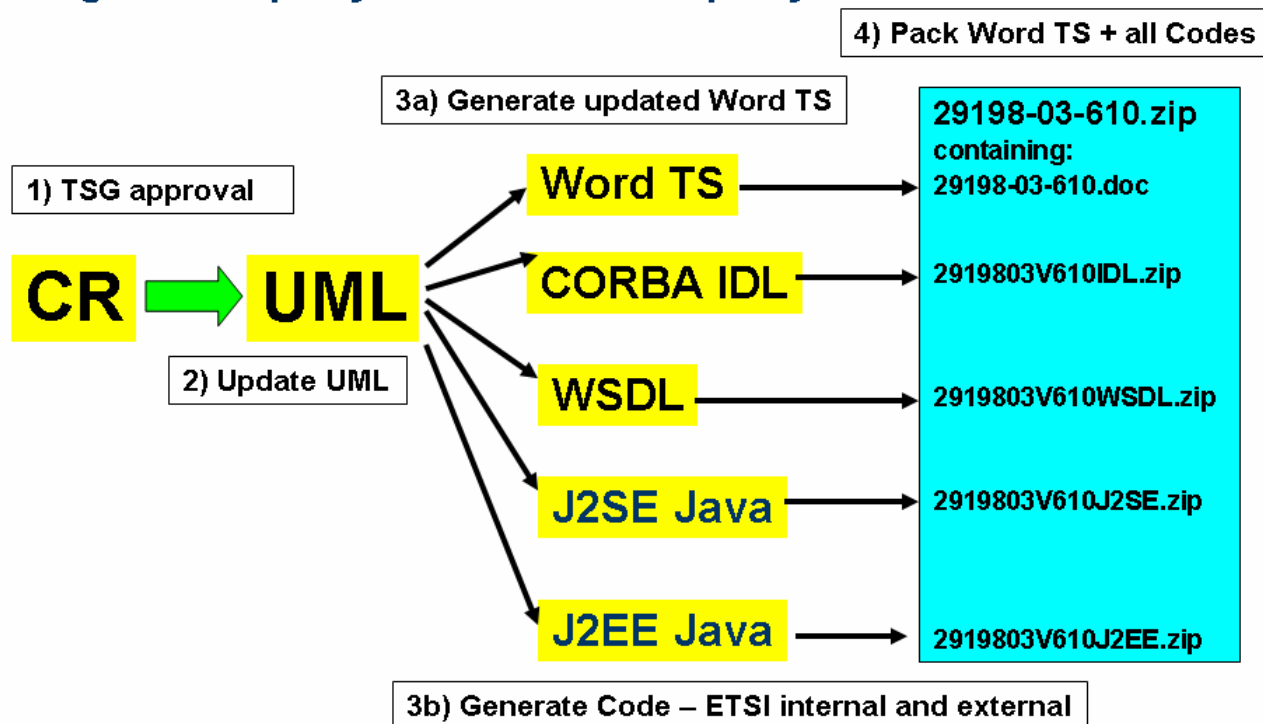 4) Pack Word TS + all Codes
3a) Generate updated Word TS
29198-03-610.zip
containing:
29198-03-610.doc
1) TSG approval
Word TS
CR
UML
CORBA IDL
2919803V610IDL.zip
2) Update UML
WSDL
2919803V610WSDL.zip
J2SE Java
2919803V610J2SE.zip
J2EE Java
2919803V610J2EE.zip
3b) Generate Code – ETSI internal and external